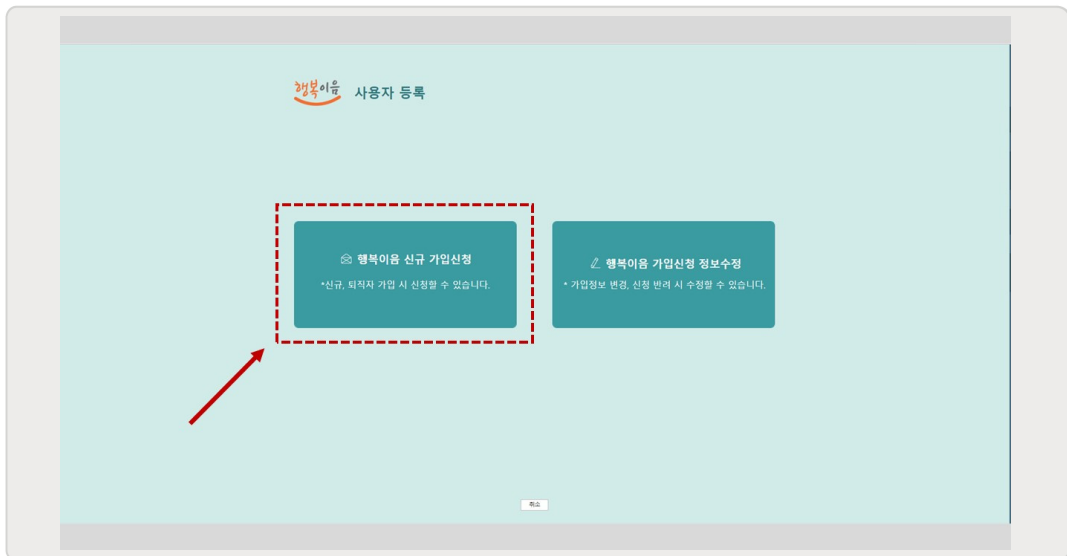 행복이음 사용자 등록
행복이음 신규 가입신청
*신규, 퇴직자 가입 시 신청할 수 있습니다.
행복이음 가입신청 정보수정
* 가입정보 변경, 신청 반려 시 수정할 수 있습니다.
취소